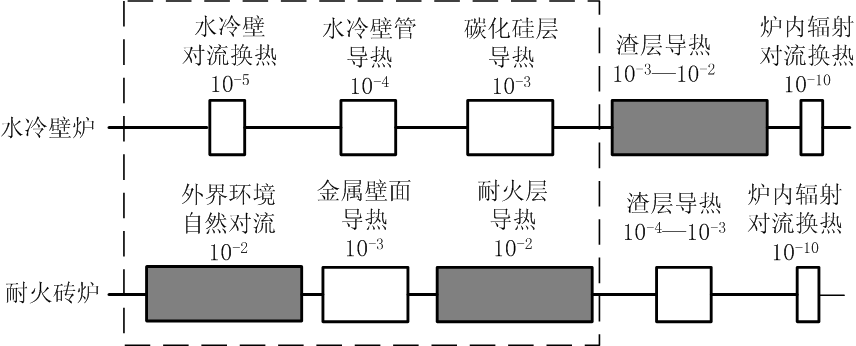 水冷壁
对流换热
10⁻⁵
水冷壁管
导热
10⁻⁴
碳化硅层
导热
10⁻³
渣层导热
10⁻³—10⁻²
炉内辐射
对流换热
10⁻¹⁰
水冷壁炉
外界环境
自然对流
10⁻²
金属壁面
导热
10⁻³
耐火层
导热
10⁻²
渣层导热
10⁻⁴—10⁻³
炉内辐射
对流换热
10⁻¹⁰
耐火砖炉